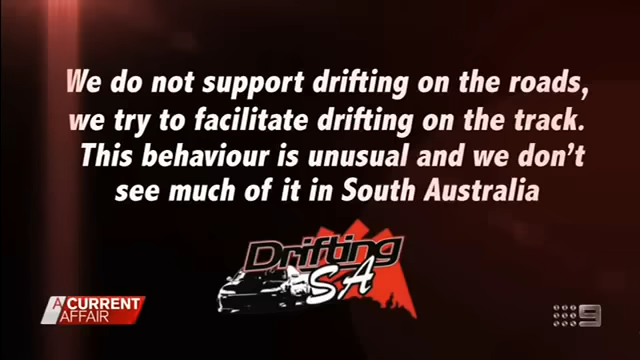 We do not support drifting on the roads,
we try to facilitate drifting on the track.
This behaviour is unusual and we don't
see much of it in South Australia
Drifting
SA
A CURRENT
AFFAIR
9